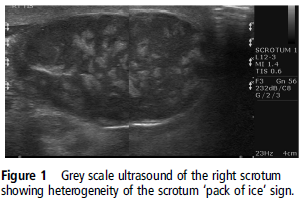 SCROTUM 1
L12-3
MI 1.4
TIS 0.6
F3 Gn 56
232dB/C8
G/2/3
23Hz 4cm
Figure 1 Grey scale ultrasound of the right scrotum
showing heterogeneity of the scrotum ‘pack of ice’ sign.